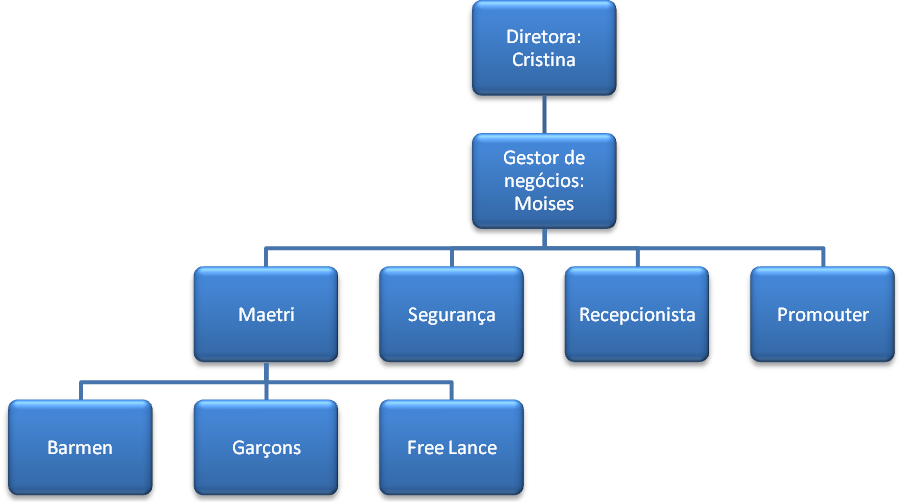 Diretora:
Cristina
Gestor de
negócios:
Moises
Maetri
Segurança
Recepcionista
Promouter
Barmen
Garçons
Free Lance